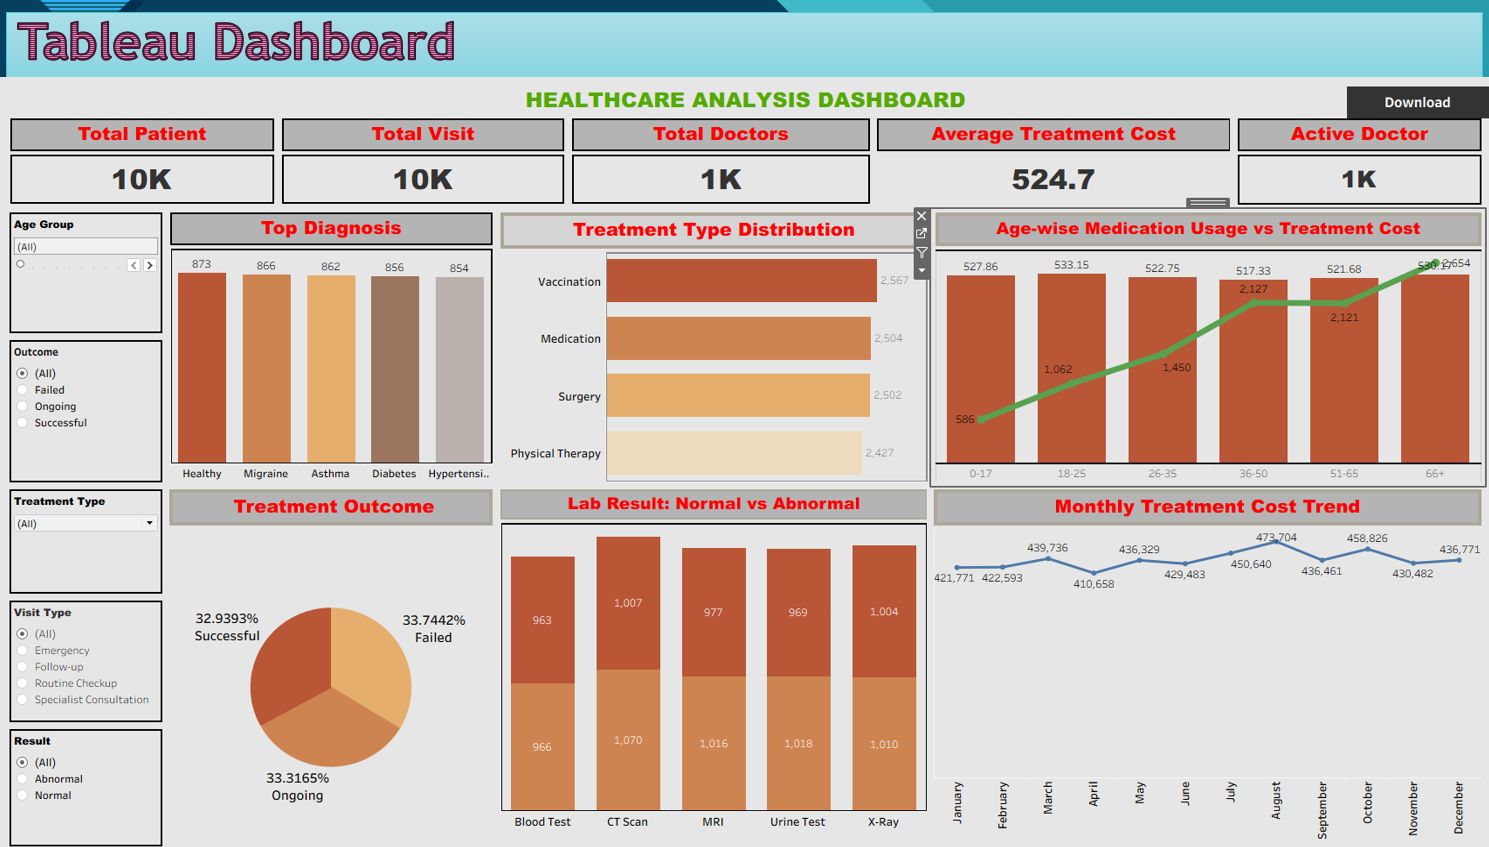 Tableau Dashboard
HEALTHCARE ANALYSIS DASHBOARD
Download
Total Patient
10K
Total Visit
10K
Total Doctors
1K
Average Treatment Cost
524.7
Active Doctor
1K
Age Group
(All)
Outcome
(All)
Failed
Ongoing
Successful
Treatment Type
(All)
Visit Type
(All)
Emergency
Follow-up
Routine Checkup
Specialist Consultation
Result
(All)
Abnormal
Normal
Top Diagnosis
873 866 862 856 854
Healthy Migraine Asthma Diabetes Hypertensi..
Treatment Type Distribution
Vaccination 2,567
Medication 2,504
Surgery 2,502
Physical Therapy 2,427
Age-wise Medication Usage vs Treatment Cost
527.86 533.15 522.75 517.33 521.68 530.17 2,654
586 1,062 1,450 2,127 2,121
0-17 18-25 26-35 36-50 51-65 66+
Treatment Outcome
32.9393%
Successful
33.7442%
Failed
33.3165%
Ongoing
Lab Result: Normal vs Abnormal
963 1,007 977 969 1,004
966 1,070 1,016 1,018 1,010
Blood Test CT Scan MRI Urine Test X-Ray
Monthly Treatment Cost Trend
421,771 422,593 439,736 410,658 436,329 429,483 450,640 473,704 436,461 458,826 430,482 436,771
January February March April May June July August September October November December